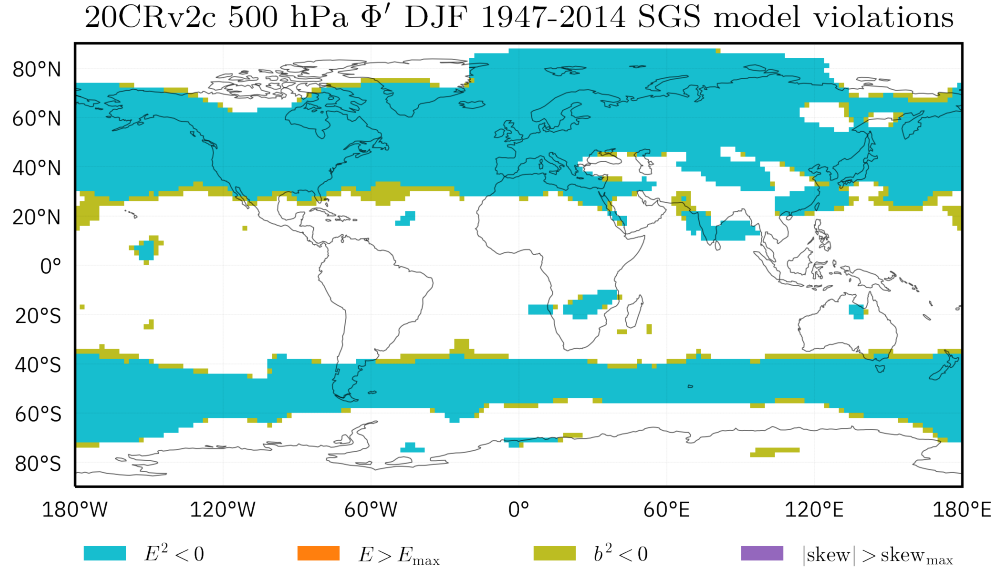 20CRv2c 500 hPa Φ′ DJF 1947-2014 SGS model violations
80°N
60°N
40°N
20°N
0°
20°S
40°S
60°S
80°S
180°W 120°W 60°W 0° 60°E 120°E 180°E
E² < 0 E > E_max b² < 0 |skew| > skew_max